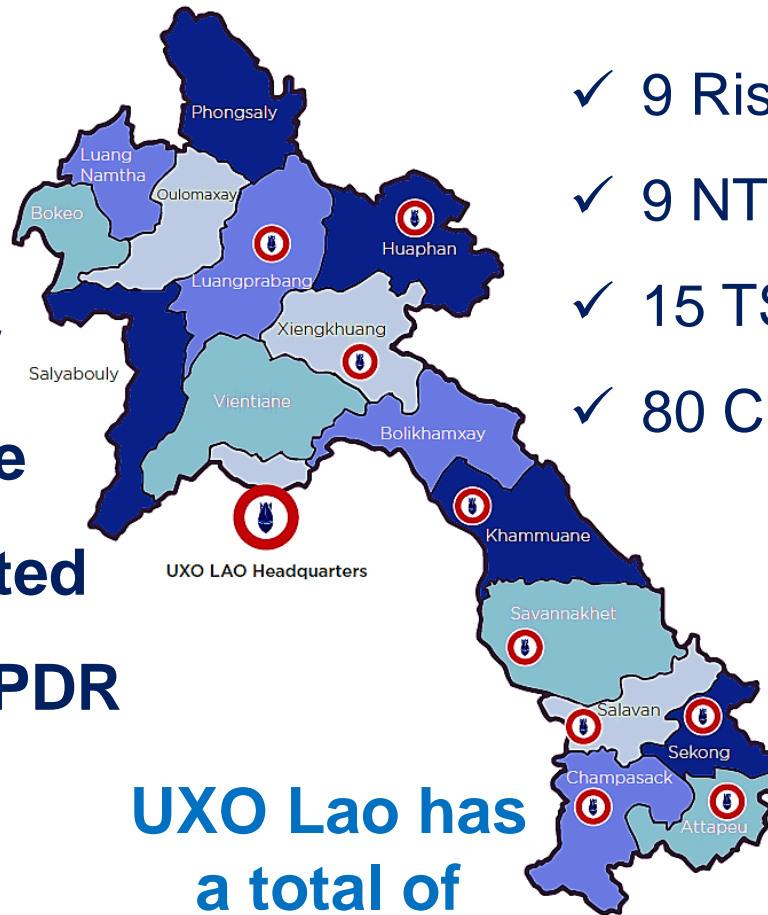 Phongsaly
✓ 9 Ris
Luang
Namtha
✓ 9 NT
Oulomaxay
Bokeo
Huaphan
Luangprabang
✓ 15 TS
Xiengkhuang
Salyabouly
Vientiane
✓ 80 C
Bolikhamxay
e
Khammuane
UXO LAO Headquarters
ted
Savannakhet
PDR
Salavan
Sekong
Champasack
Attapeu
UXO Lao has
a total of